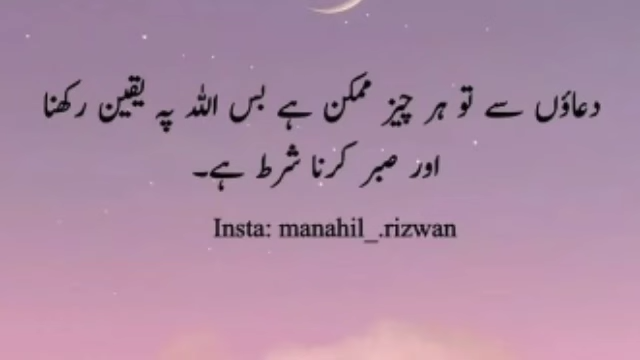 دعاؤں سے تو ہر چیز ممکن ہے بس اللہ پہ یقین رکھنا
اور صبر کرنا شرط ہے۔
Insta: manahil_.rizwan